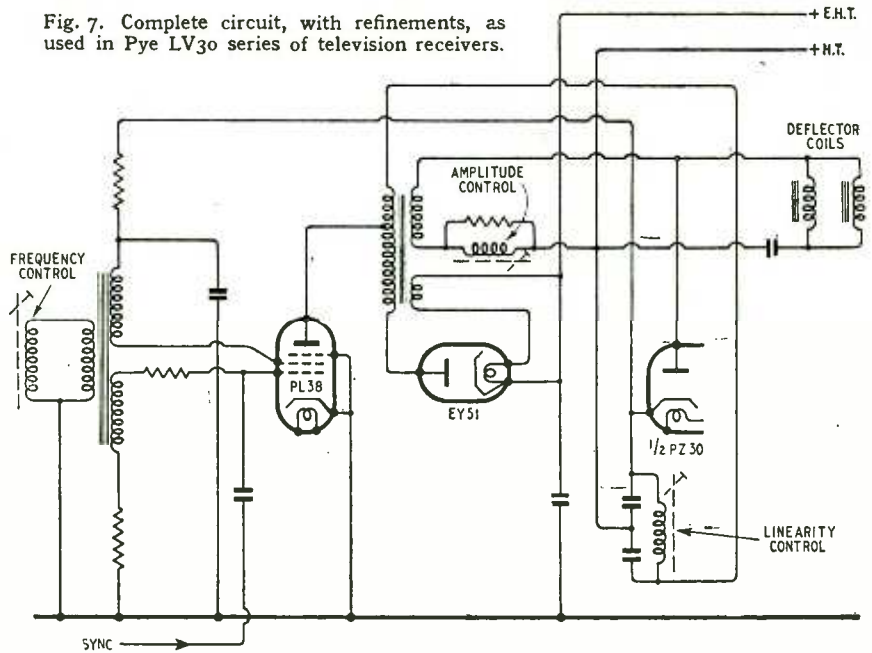 Fig. 7. Complete circuit, with refinements, as
used in Pye LV30 series of television receivers.
+ E.H.T.
+ H.T.
DEFLECTOR
COILS
AMPLITUDE
CONTROL
FREQUENCY
CONTROL
PL38
EY51
1/2 PZ30
LINEARITY
CONTROL
SYNC